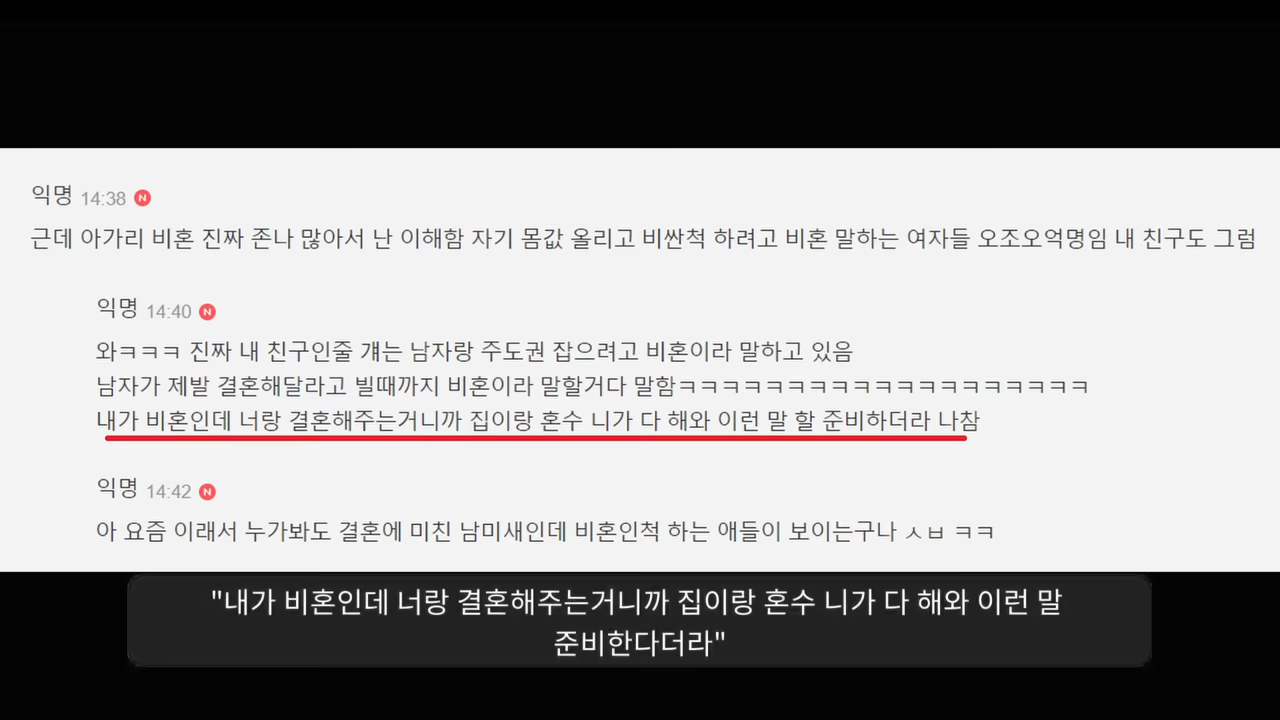 익명 14:38 N
근데 아가리 비혼 진짜 존나 많아서 난 이해함 자기 몸값 올리고 비싼척 하려고 비혼 말하는 여자들 오조오억명임 내 친구도 그럼
익명 14:40 N
와ㅋㅋㅋ 진짜 내 친구인줄 걔는 남자랑 주도권 잡으려고 비혼이라 말하고 있음
남자가 제발 결혼해달라고 빌때까지 비혼이라 말할거다 말함ㅋㅋㅋㅋㅋㅋㅋㅋㅋㅋㅋㅋㅋㅋㅋㅋㅋㅋㅋ
내가 비혼인데 너랑 결혼해주는거니까 집이랑 혼수 니가 다 해와 이런 말 할 준비하더라 나참
익명 14:42 N
아 요즘 이래서 누가봐도 결혼에 미친 남미새인데 비혼인척 하는 애들이 보이는구나 ㅅㅂ ㅋㅋ
"내가 비혼인데 너랑 결혼해주는거니까 집이랑 혼수 니가 다 해와 이런 말
준비한다더라"